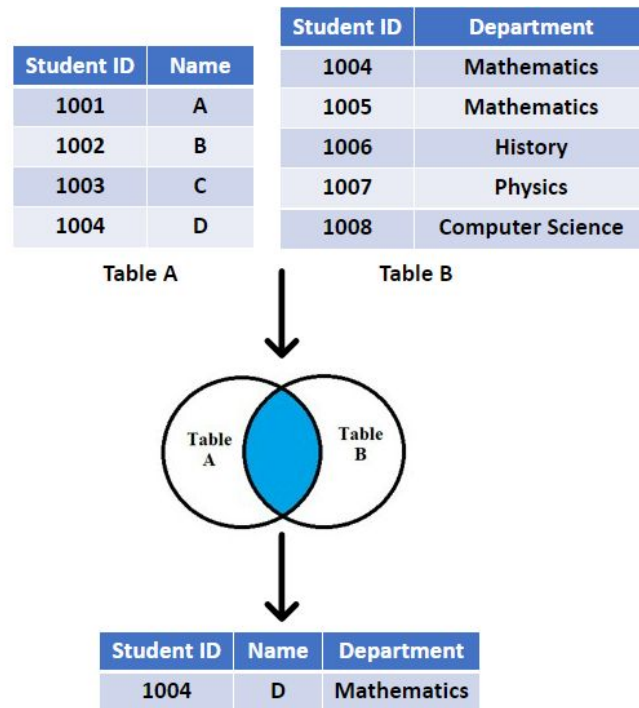 Student ID Name
1001 A
1002 B
1003 C
1004 D
Table A
Student ID Department
1004 Mathematics
1005 Mathematics
1006 History
1007 Physics
1008 Computer Science
Table B
Table
A
Table
B
Student ID Name Department
1004 D Mathematics